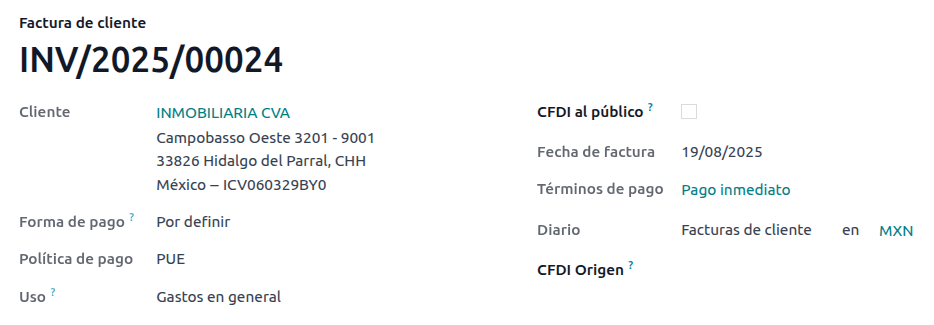 Factura de cliente
INV/2025/00024
Cliente
INMOBILIARIA CVA
Campobasso Oeste 3201 - 9001
33826 Hidalgo del Parral, CHH
México – ICV060329BY0
Forma de pago ? Por definir
Política de pago PUE
Uso ? Gastos en general
CFDI al público ?
Fecha de factura 19/08/2025
Términos de pago Pago inmediato
Diario Facturas de cliente en MXN
CFDI Origen ?